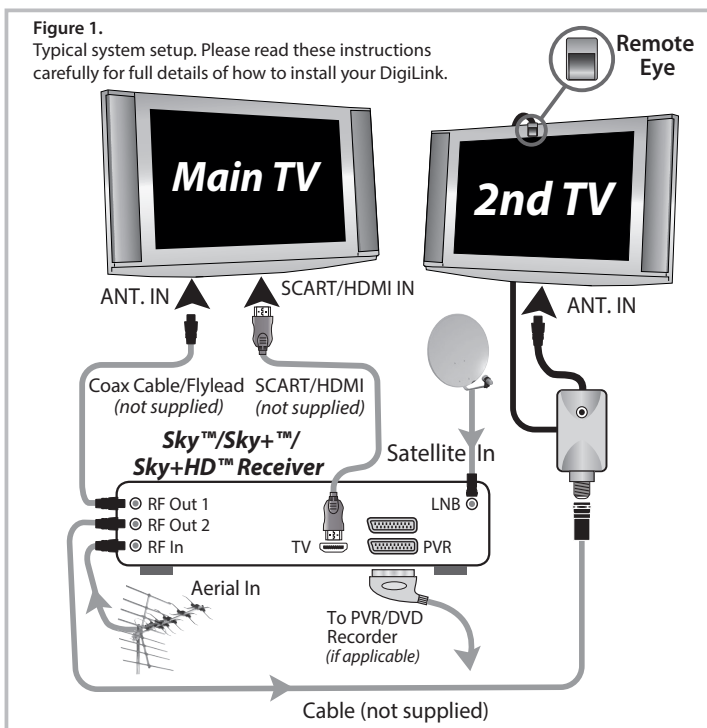 Figure 1.
Typical system setup. Please read these instructions
carefully for full details of how to install your DigiLink.
Remote
Eye
Main TV
2nd TV
ANT. IN
SCART/HDMI IN
ANT. IN
Coax Cable/Flylead
(not supplied)
SCART/HDMI
(not supplied)
Sky™/Sky+™/
Sky+HD™ Receiver
Satellite In
RF Out 1
RF Out 2
RF In
TV
LNB
PVR
Aerial In
To PVR/DVD
Recorder
(if applicable)
Cable (not supplied)